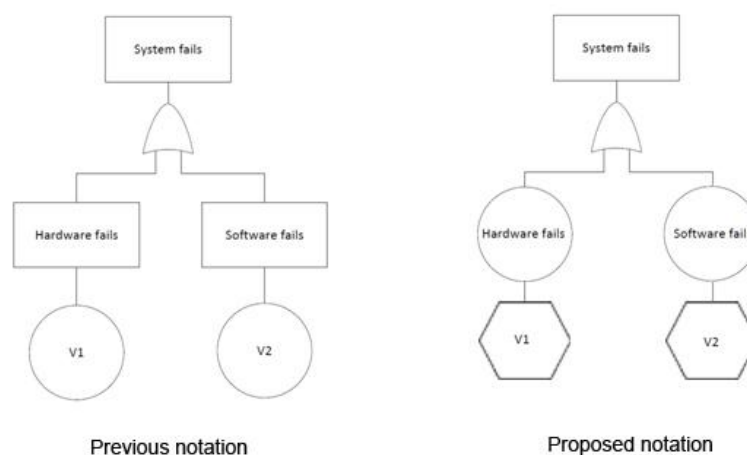 System fails
Hardware fails
Software fails
V1
V2
Previous notation
System fails
Hardware fails
Software fail
V1
V2
Proposed notation